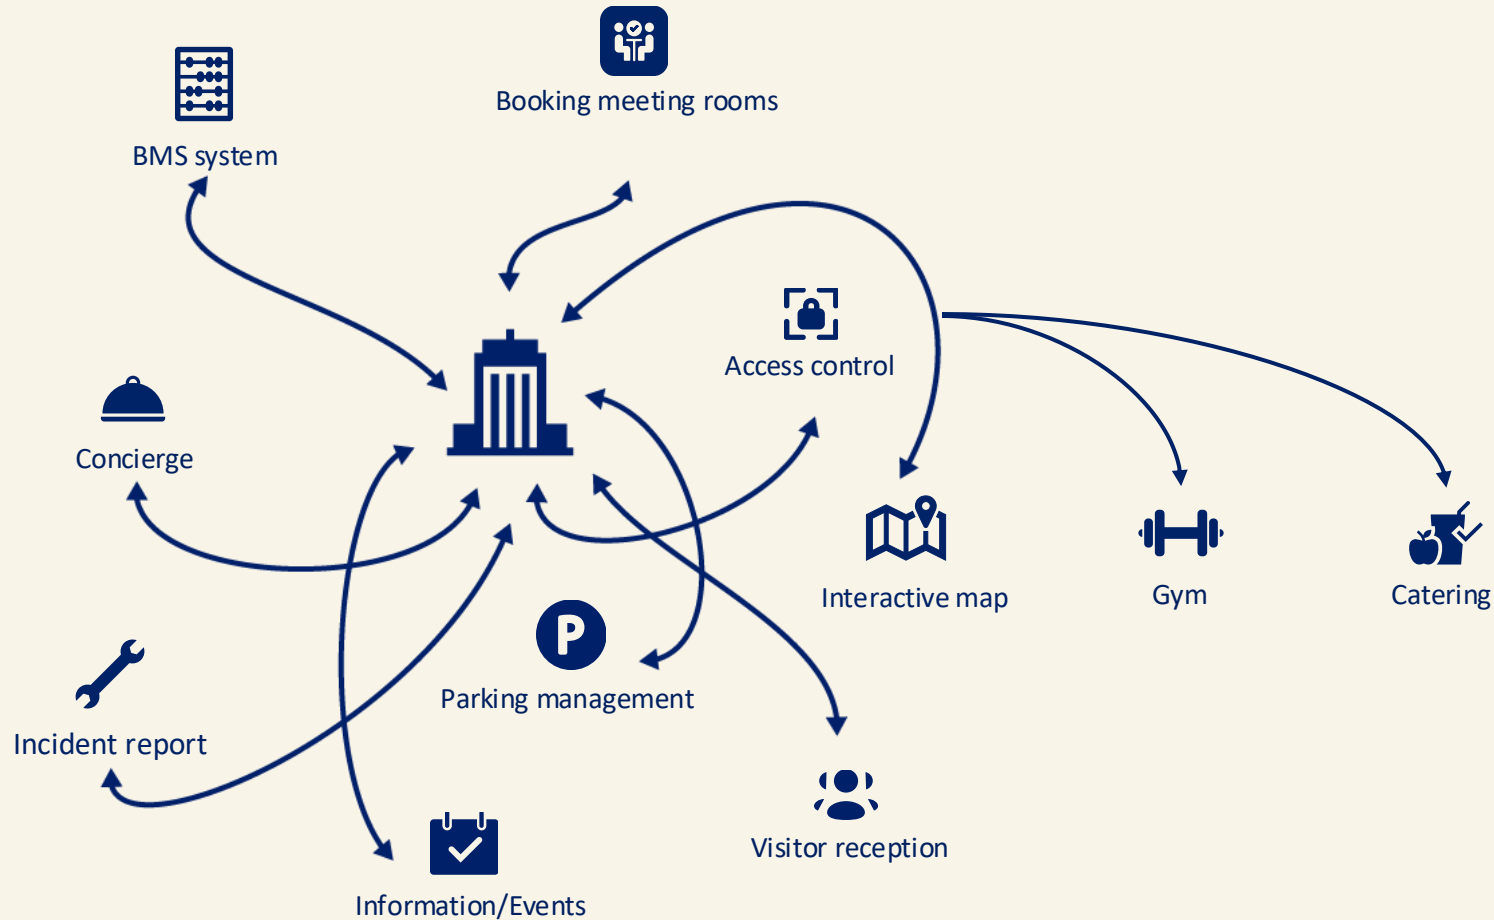 Booking meeting rooms
BMS system
Access control
Concierge
Interactive map
Gym
Catering
P
Parking management
Incident report
Visitor reception
Information/Events